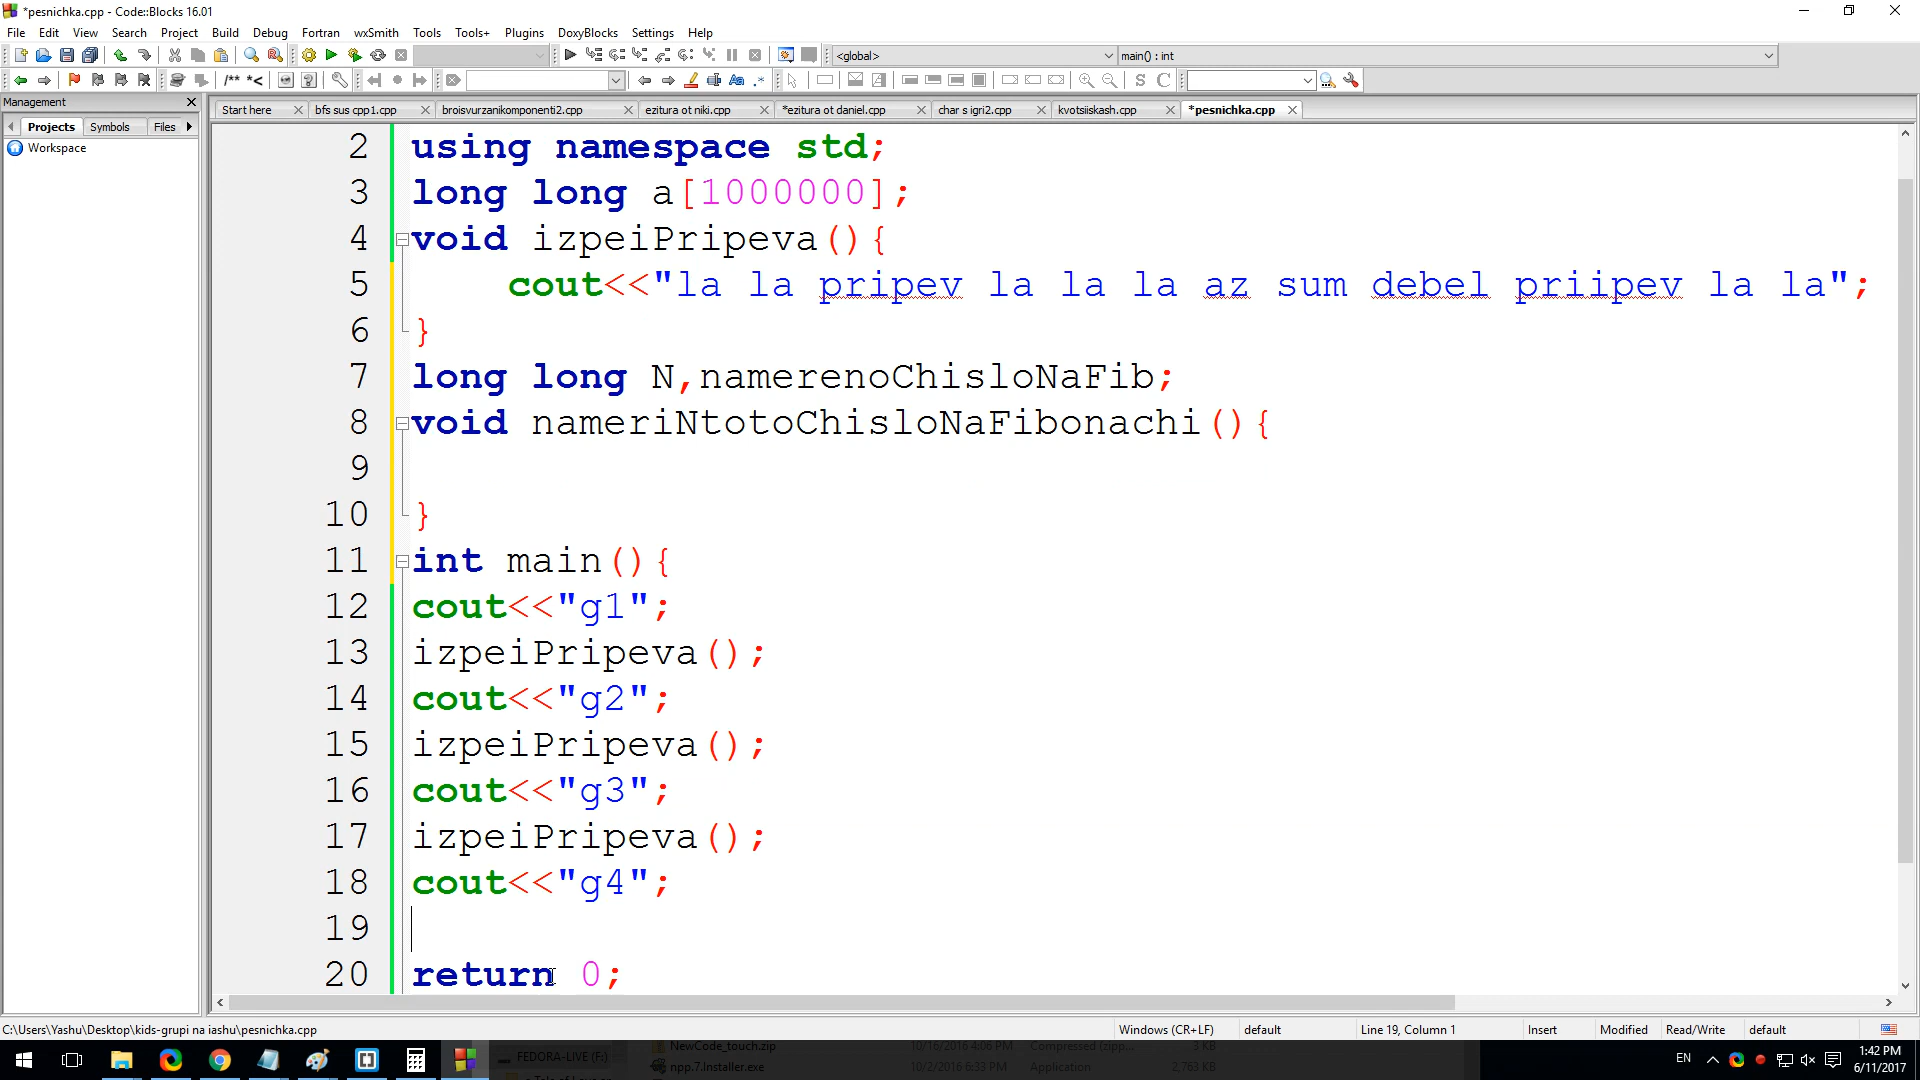 *pesnichka.cpp - Code::Blocks 16.01
File Edit View Search Project Build Debug Fortran wxSmith Tools Tools+ Plugins DoxyBlocks Settings Help
<global> main() : int
/** *<
Management
Start here bfs sus cpp1.cpp broisvurzanikomponenti2.cpp ezitura ot niki.cpp *ezitura ot daniel.cpp char s igri2.cpp kvotsiiskash.cpp *pesnichka.cpp
Projects Symbols Files
Workspace
2 using namespace std;
3 long long a[1000000];
4 void izpeiPripeva(){
5 cout<<"la la pripev la la la az sum debel priipev la la";
6 }
7 long long N,namerenoChisloNaFib;
8 void nameriNtotoChisloNaFibonachi(){
9
10 }
11 int main(){
12 cout<<"g1";
13 izpeiPripeva();
14 cout<<"g2";
15 izpeiPripeva();
16 cout<<"g3";
17 izpeiPripeva();
18 cout<<"g4";
19
20 return 0;
C:\Users\Yashu\Desktop\kids-grupi na iashu\pesnichka.cpp Windows (CR+LF) default Line 19, Column 1 Insert Modified Read/Write default
FEDORA-LIVE (F:) NewCode_touch.zip 10/16/2016 4:06 PM Compressed (zipp... 3 KB
npp.7.Installer.exe 10/2/2016 6:33 PM Application 2,763 KB
EN 1:42 PM
6/11/2017